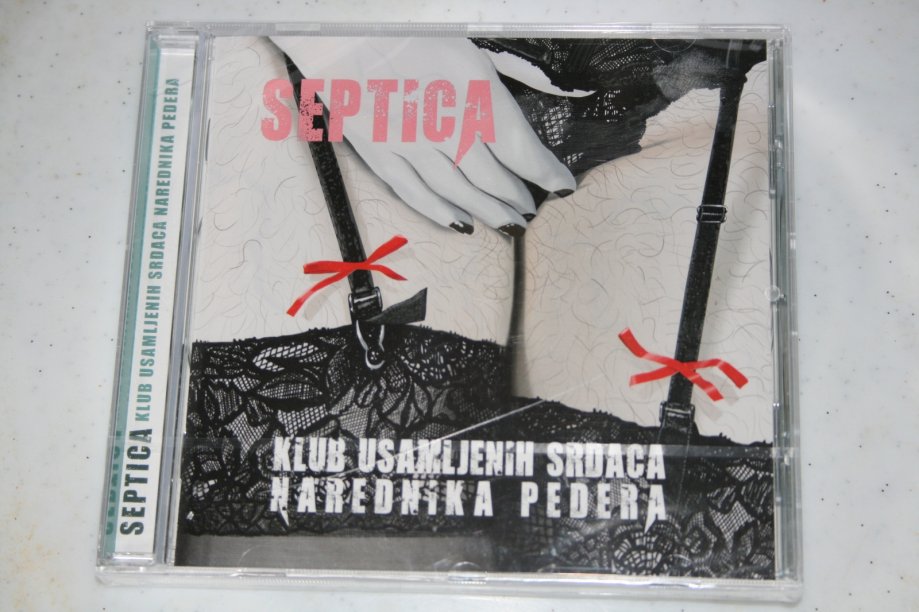 SEPTiCA
KLUB USAMLJENiH SRDACA
NAREDNiKA PEDERA
SEPTICA KLUB USAMLJENIH SRDACA NAREDNIKA PEDERA